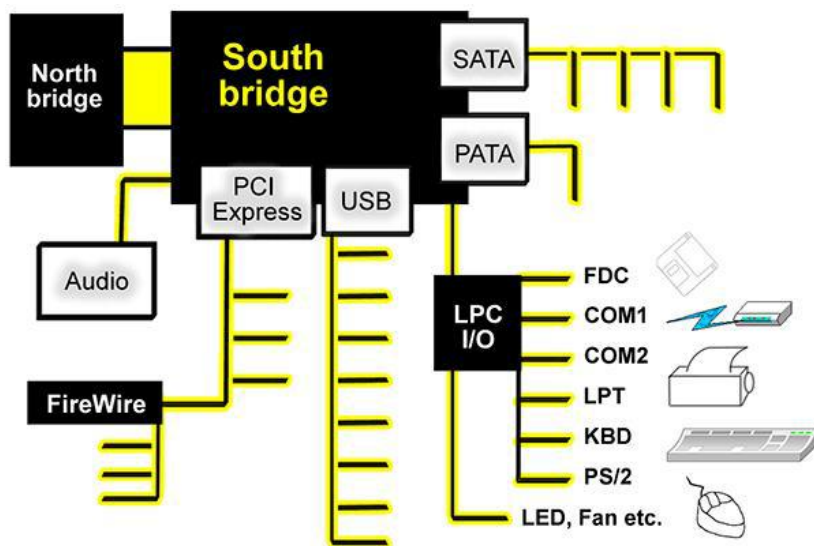 North
bridge
South
bridge
SATA
PATA
PCI
Express
USB
Audio
FireWire
LPC
I/O
FDC
COM1
COM2
LPT
KBD
PS/2
LED, Fan etc.